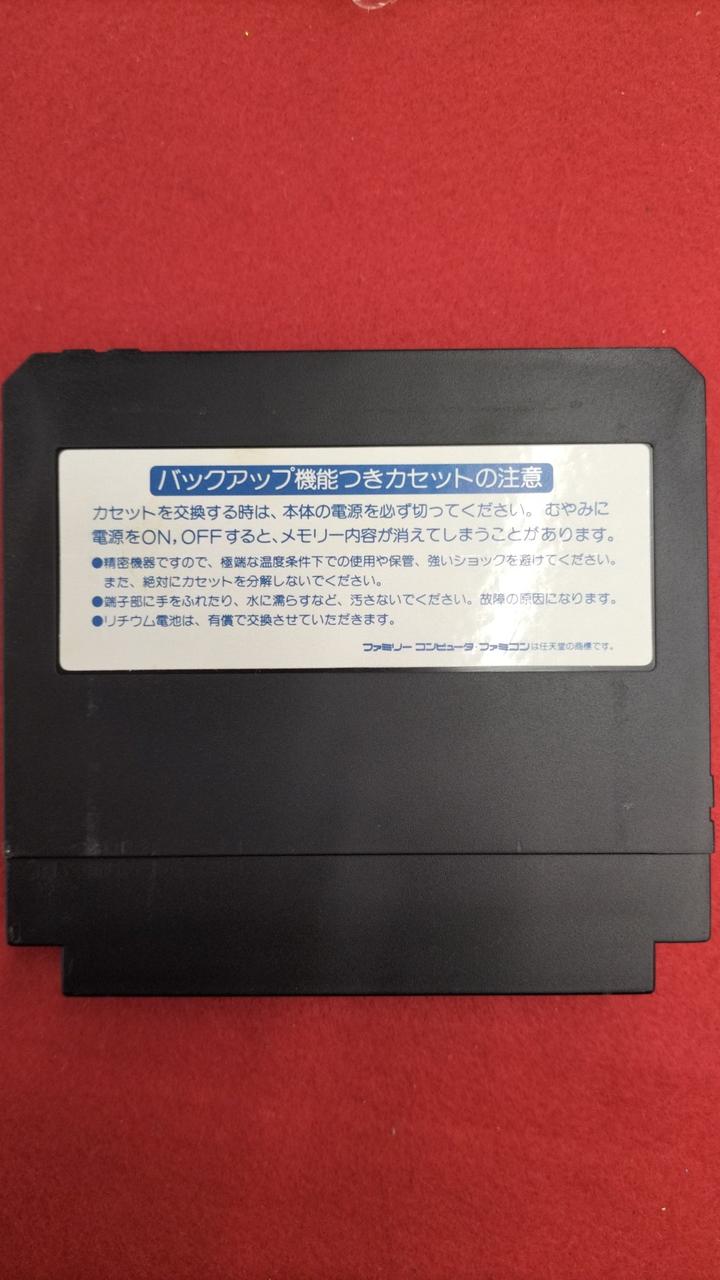 バックアップ機能つきカセットの注意
カセットを交換する時は、本体の電源を必ず切ってください。むやみに
電源をON,OFFすると、メモリー内容が消えてしまうことがあります。
●精密機器ですので、極端な温度条件下での使用や保管、強いショックを避けてください。
また、絶対にカセットを分解しないでください。
●端子部に手をふれたり、水に濡らすなど、汚さないでください。故障の原因になります。
●リチウム電池は、有償で交換させていただきます。
ファミリー コンピュータ・ファミコンは任天堂の商標です。